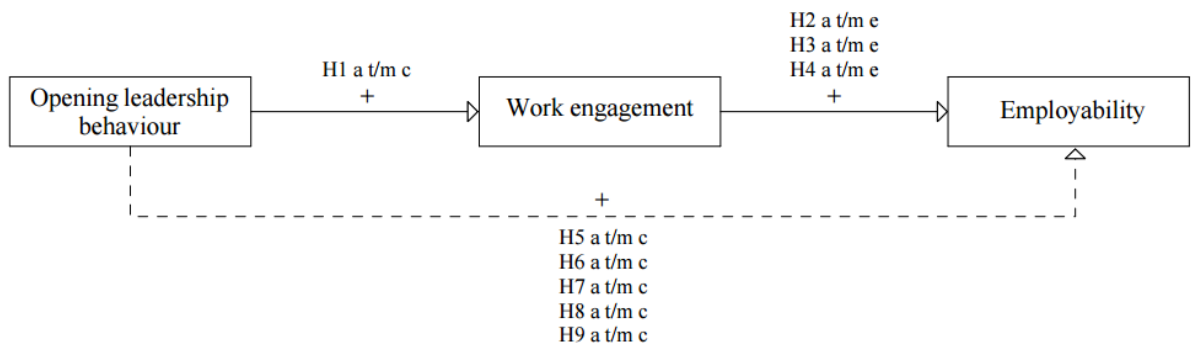 H2 a t/m e
H3 a t/m e
H1 a t/m c
H4 a t/m e
+
+
Opening leadership
behaviour
Work engagement
Employability
+
H5 a t/m c
H6 a t/m c
H7 a t/m c
H8 a t/m c
H9 a t/m c